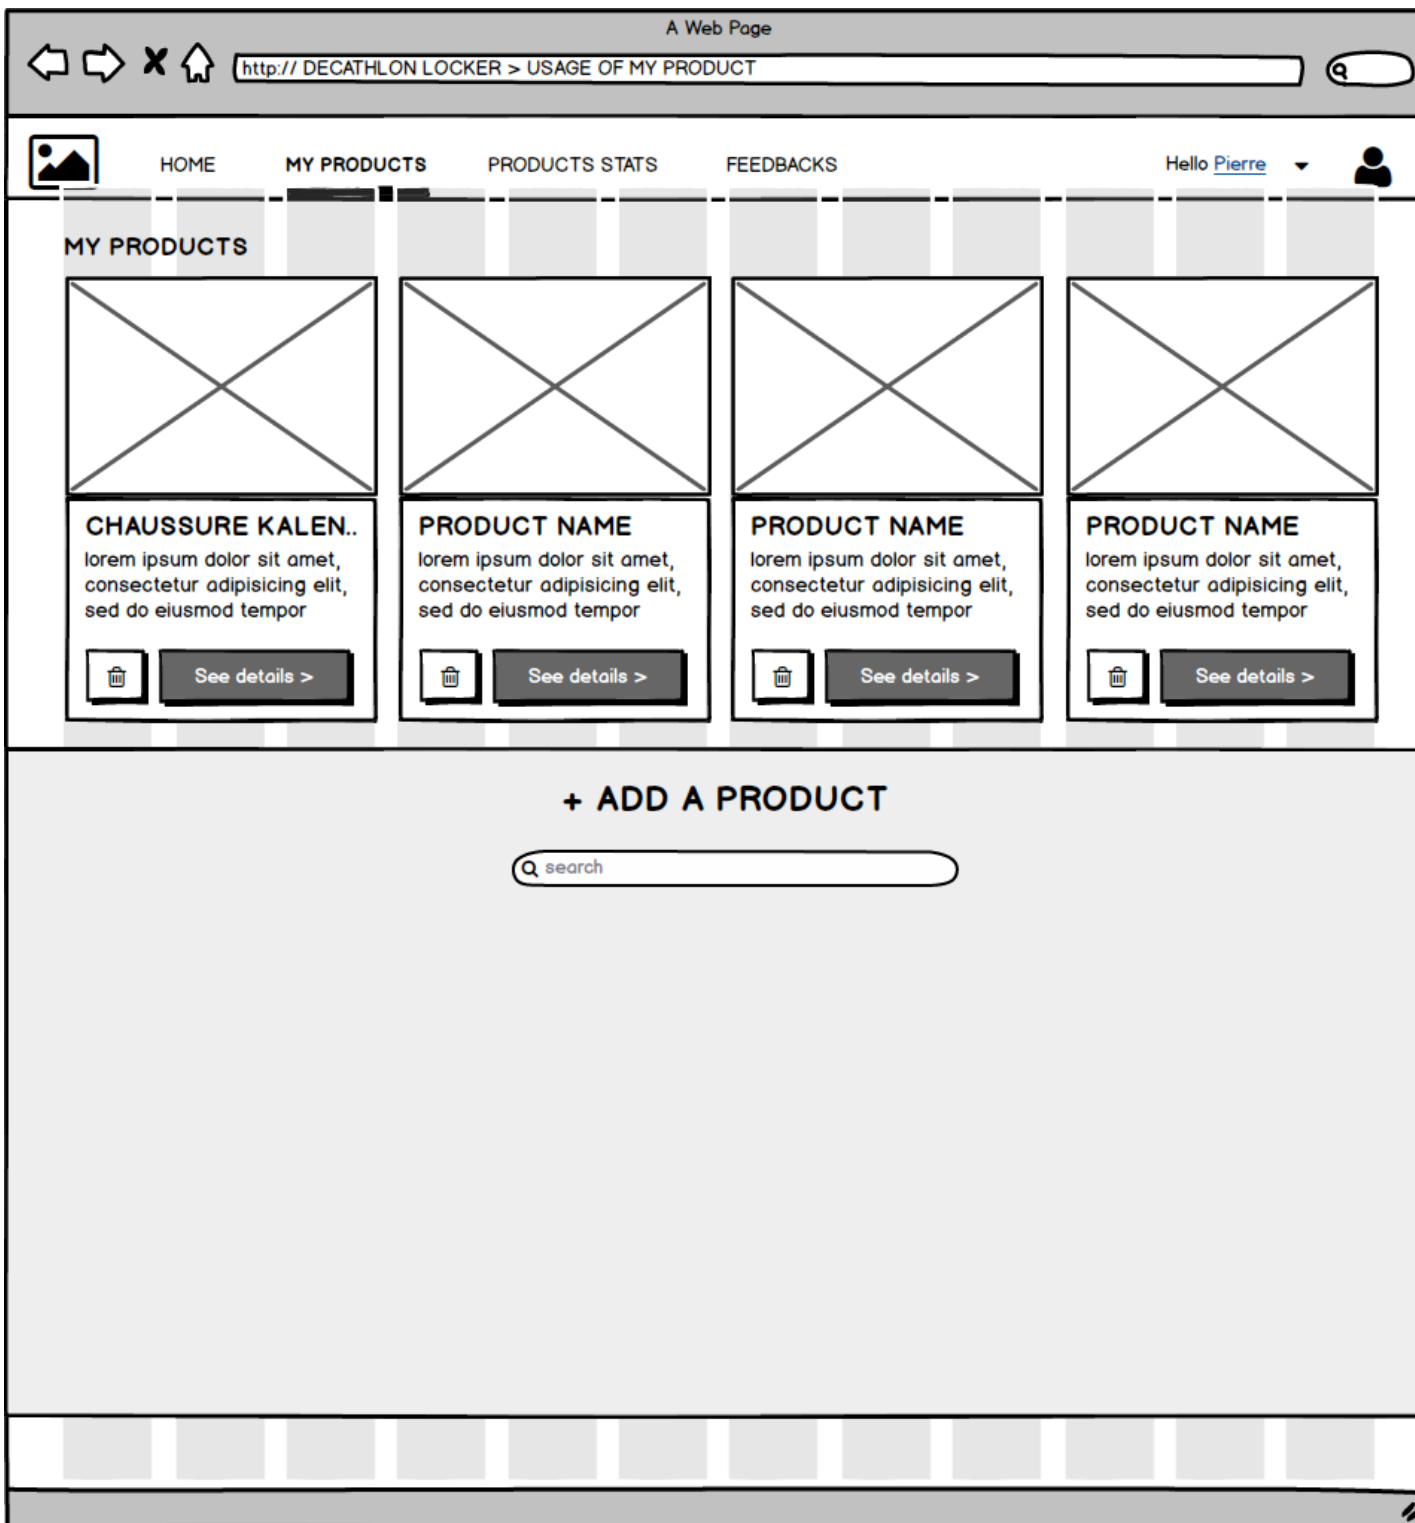 A Web Page
http:// DECATHLON LOCKER > USAGE OF MY PRODUCT
HOME MY PRODUCTS PRODUCTS STATS FEEDBACKS Hello Pierre
MY PRODUCTS
CHAUSSURE KALEN..
lorem ipsum dolor sit amet,
consectetur adipisicing elit,
sed do eiusmod tempor
See details >
PRODUCT NAME
lorem ipsum dolor sit amet,
consectetur adipisicing elit,
sed do eiusmod tempor
See details >
PRODUCT NAME
lorem ipsum dolor sit amet,
consectetur adipisicing elit,
sed do eiusmod tempor
See details >
PRODUCT NAME
lorem ipsum dolor sit amet,
consectetur adipisicing elit,
sed do eiusmod tempor
See details >
+ ADD A PRODUCT
search